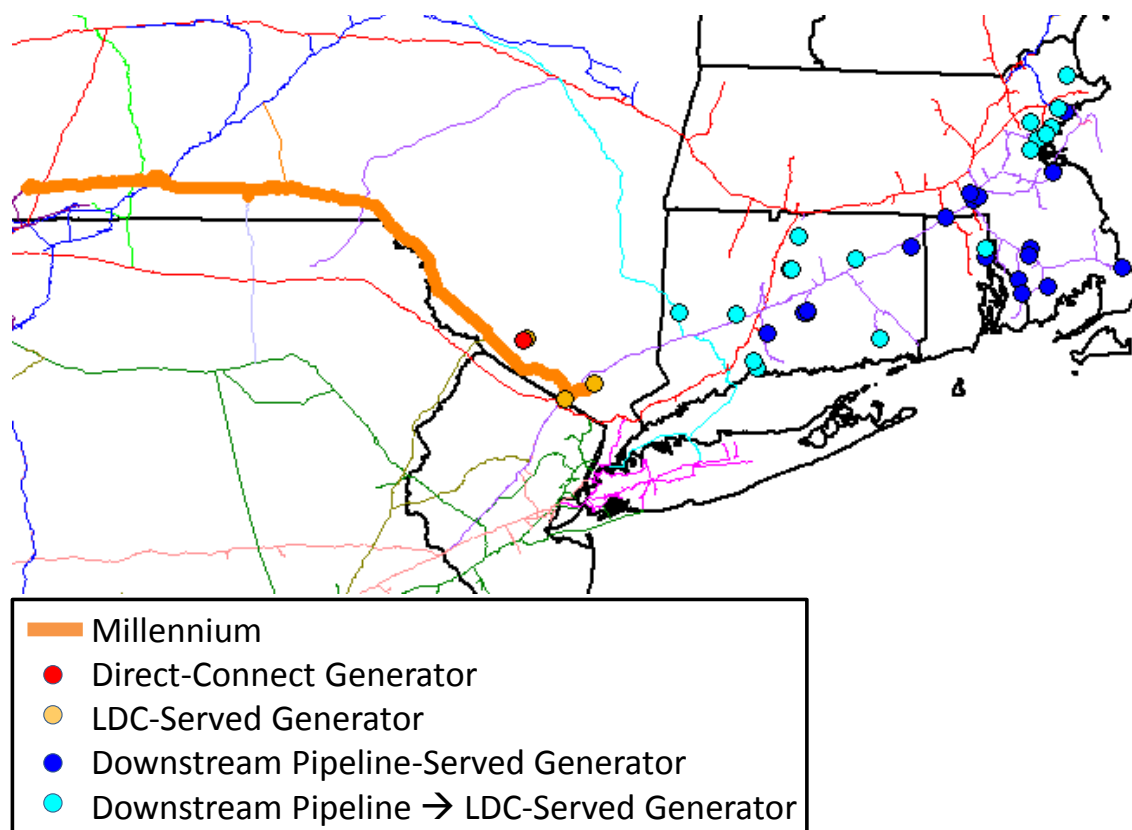 Millennium
Direct-Connect Generator
LDC-Served Generator
Downstream Pipeline-Served Generator
Downstream Pipeline → LDC-Served Generator